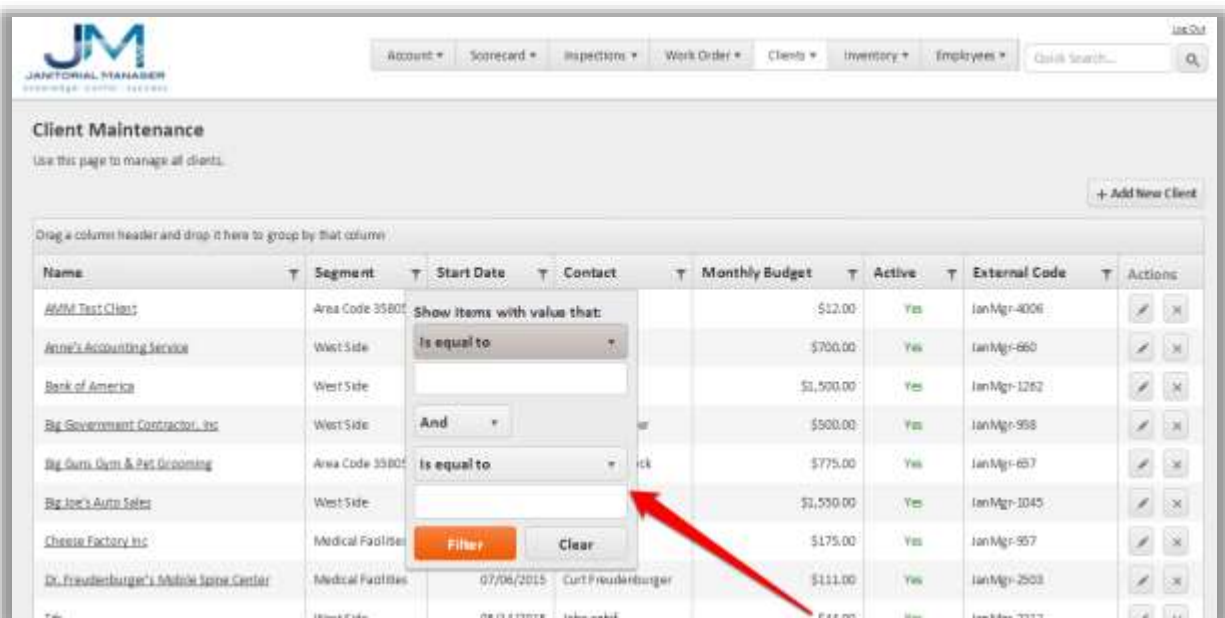 JM
JANITORIAL MANAGER
Log Out
Account Scorecard Inspections Work Order Clients Inventory Employees Quick Search...
Client Maintenance
Use this page to manage all clients.
+ Add New Client
Drag a column header and drop it here to group by that column
Name Segment Start Date Contact Monthly Budget Active External Code Actions
AMM Test Client Area Code 35805 $12.00 Yes JanMgr-4006
Show items with value that:
Anne's Accounting Service West Side Is equal to $700.00 Yes JanMgr-660
Bank of America West Side $1,500.00 Yes JanMgr-1262
Big Government Contractor, Inc West Side And $500.00 Yes JanMgr-958
Big Guns Gym & Pet Grooming Area Code 35805 Is equal to ck $775.00 Yes JanMgr-657
Big Joe's Auto Sales West Side $1,550.00 Yes JanMgr-1045
Cheese Factory Inc Medical Facilities Filter Clear $175.00 Yes JanMgr-957
Dr. Freudenburger's Mobile Spine Center Medical Facilities 07/06/2015 Curt Freudenburger $111.00 Yes JanMgr-2503